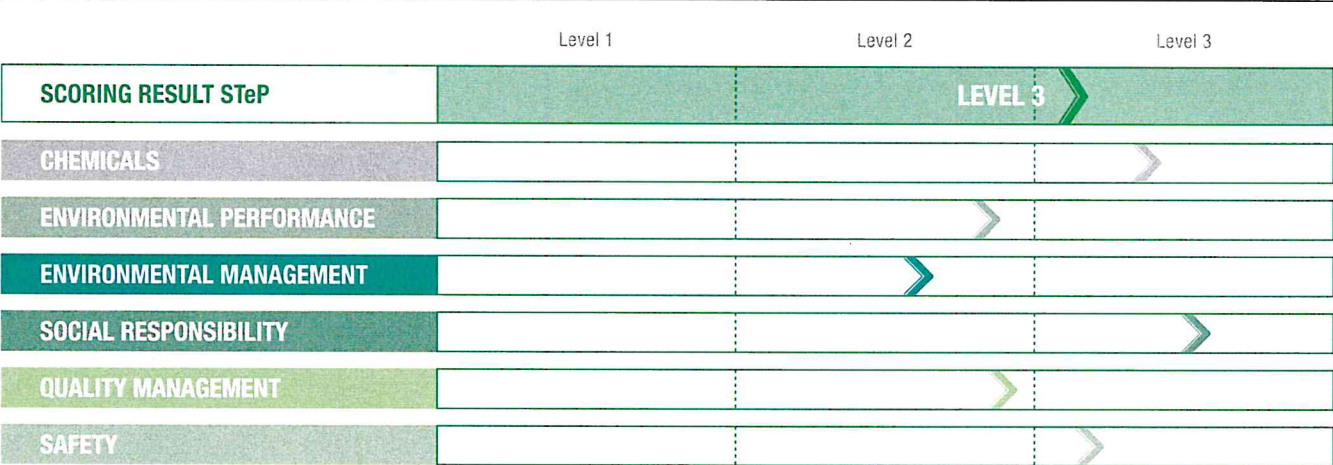 Level 1 Level 2 Level 3
SCORING RESULT STeP LEVEL 3
CHEMICALS
ENVIRONMENTAL PERFORMANCE
ENVIRONMENTAL MANAGEMENT
SOCIAL RESPONSIBILITY
QUALITY MANAGEMENT
SAFETY